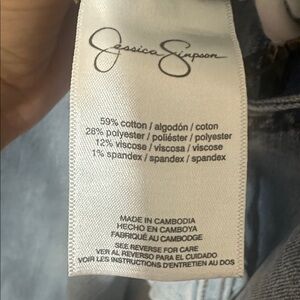 Jessica Simpson
59% cotton / algodón / coton
28% polyester / poliéster / polyester
12% viscose / viscosa / viscose
1% spandex / spandex / spandex
MADE IN CAMBODIA
HECHO EN CAMBOYA
FABRIQUÉ AU CAMBODGE
SEE REVERSE FOR CARE
VER AL REVERSO PARA EL CUIDADO
VOIR LES INSTRUCTIONS D'ENTRETIEN AU DOS